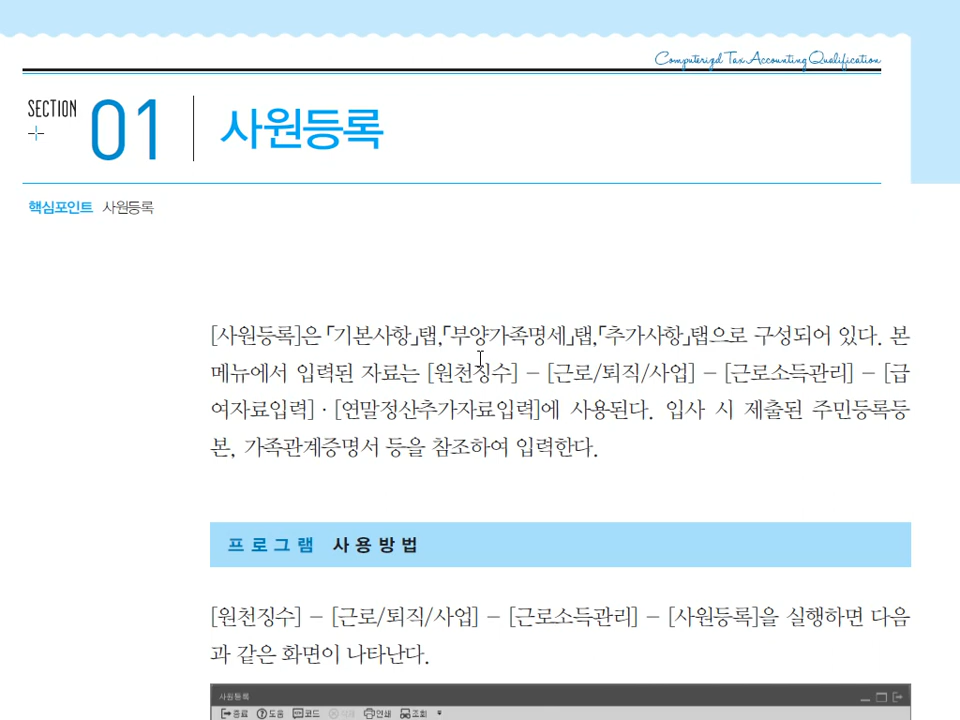 Computerizd Tax Accounting Qualification
SECTION 01 사원등록
핵심포인트 사원등록
[사원등록]은 「기본사항」탭,「부양가족명세」탭,「추가사항」탭으로 구성되어 있다. 본
메뉴에서 입력된 자료는 [원천징수] – [근로/퇴직/사업] – [근로소득관리] – [급
여자료입력] · [연말정산추가자료입력]에 사용된다. 입사 시 제출된 주민등록등
본, 가족관계증명서 등을 참조하여 입력한다.
프로그램 사용방법
[원천징수] – [근로/퇴직/사업] – [근로소득관리] – [사원등록]을 실행하면 다음
과 같은 화면이 나타난다.
사원등록
종료 도움 코드 삭제 인쇄 조회